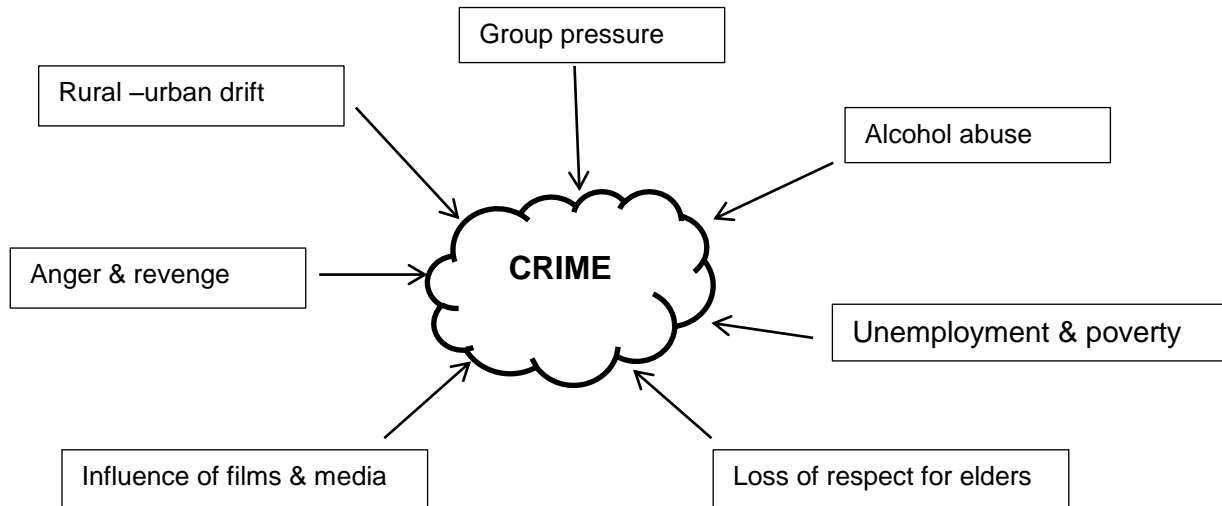 Group pressure
Rural –urban drift
Alcohol abuse
CRIME
Anger & revenge
Unemployment & poverty
Influence of films & media
Loss of respect for elders